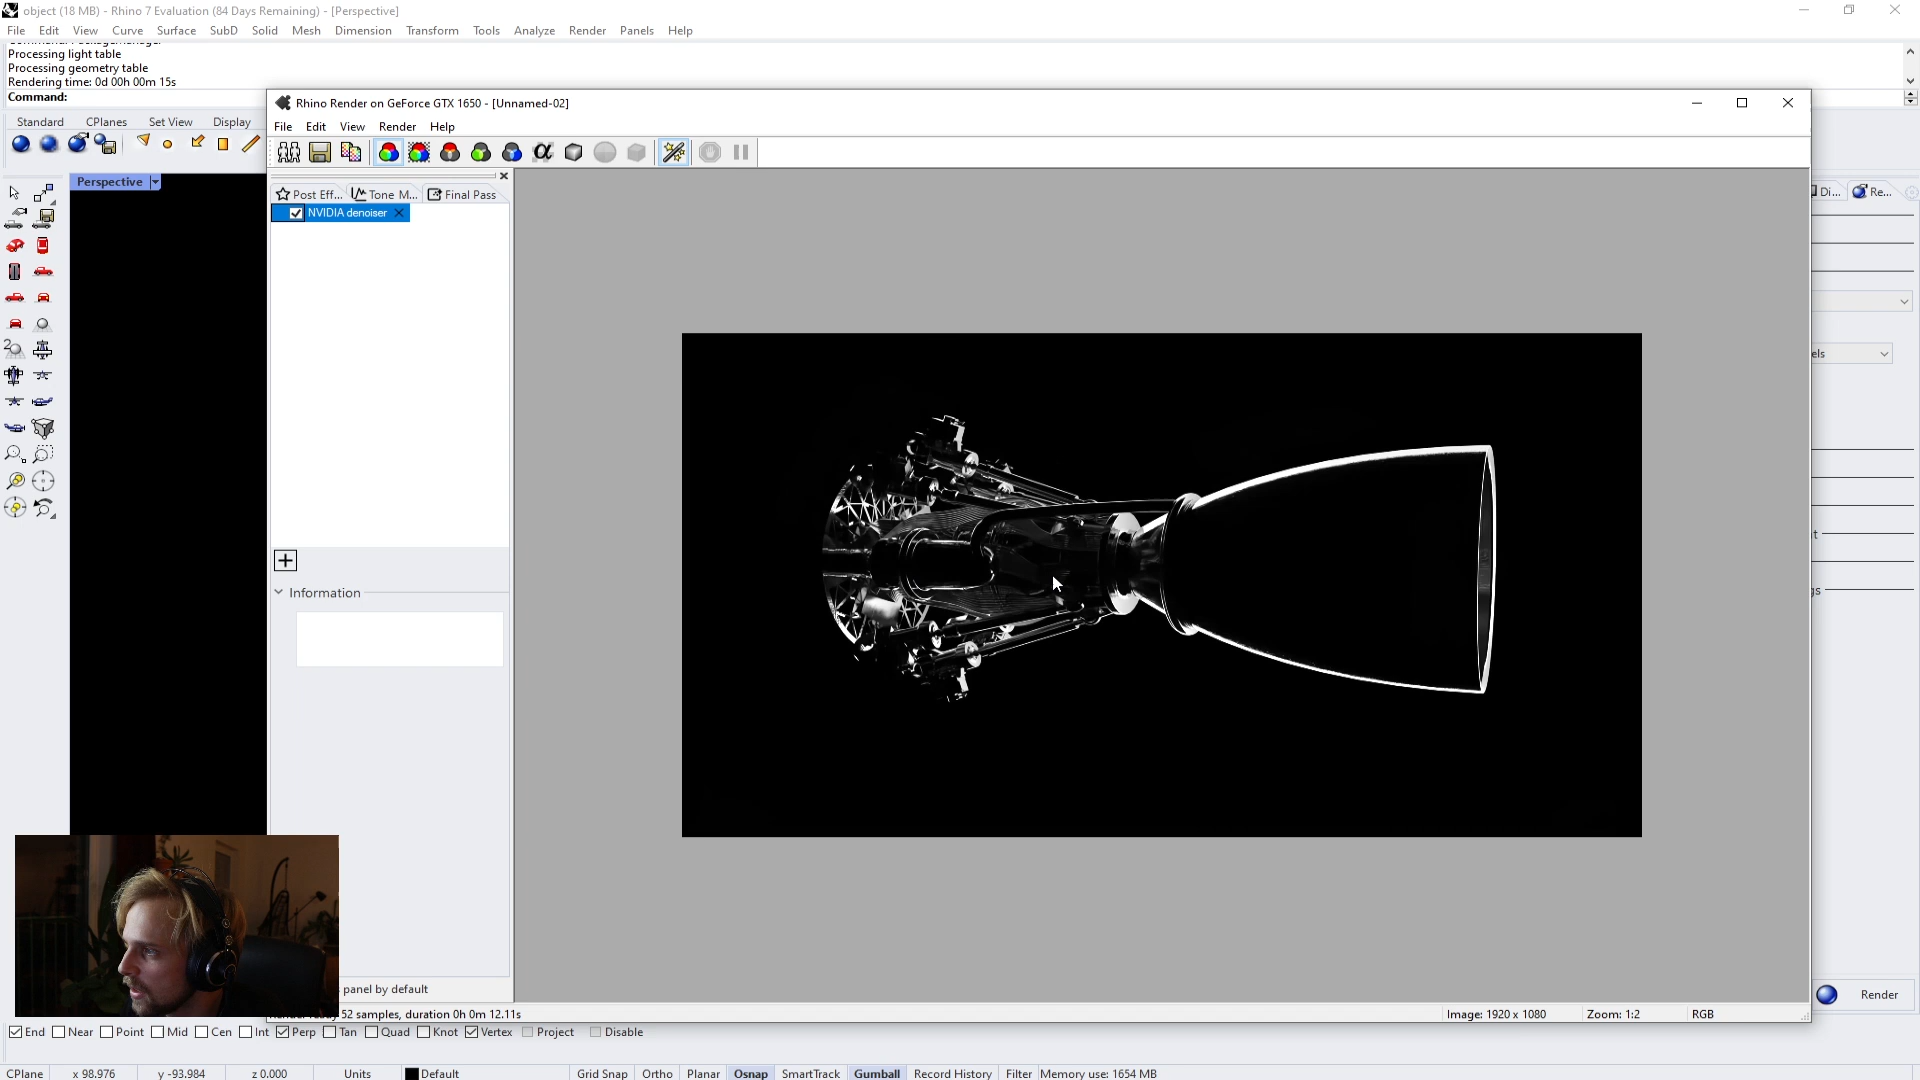 object (18 MB) - Rhino 7 Evaluation (84 Days Remaining) - [Perspective]
File Edit View Curve Surface SubD Solid Mesh Dimension Transform Tools Analyze Render Panels Help
Processing light table
Processing geometry table
Rendering time: 0d 00h 00m 15s
Command:
Rhino Render on GeForce GTX 1650 - [Unnamed-02]
Standard CPlanes Set View Display
File Edit View Render Help
α
Perspective
Post Eff... Tone M... Final Pass
Di... Re...
NVIDIA denoiser
2
els
t
Information
gs
panel by default
Render
52 samples, duration 0h 0m 12.11s
Image: 1920 x 1080 Zoom: 1:2 RGB
End Near Point Mid Cen Int Perp Tan Quad Knot Vertex Project Disable
CPlane x 98.976 y -93.984 z 0.000 Units Default Grid Snap Ortho Planar Osnap SmartTrack Gumball Record History Filter Memory use: 1654 MB